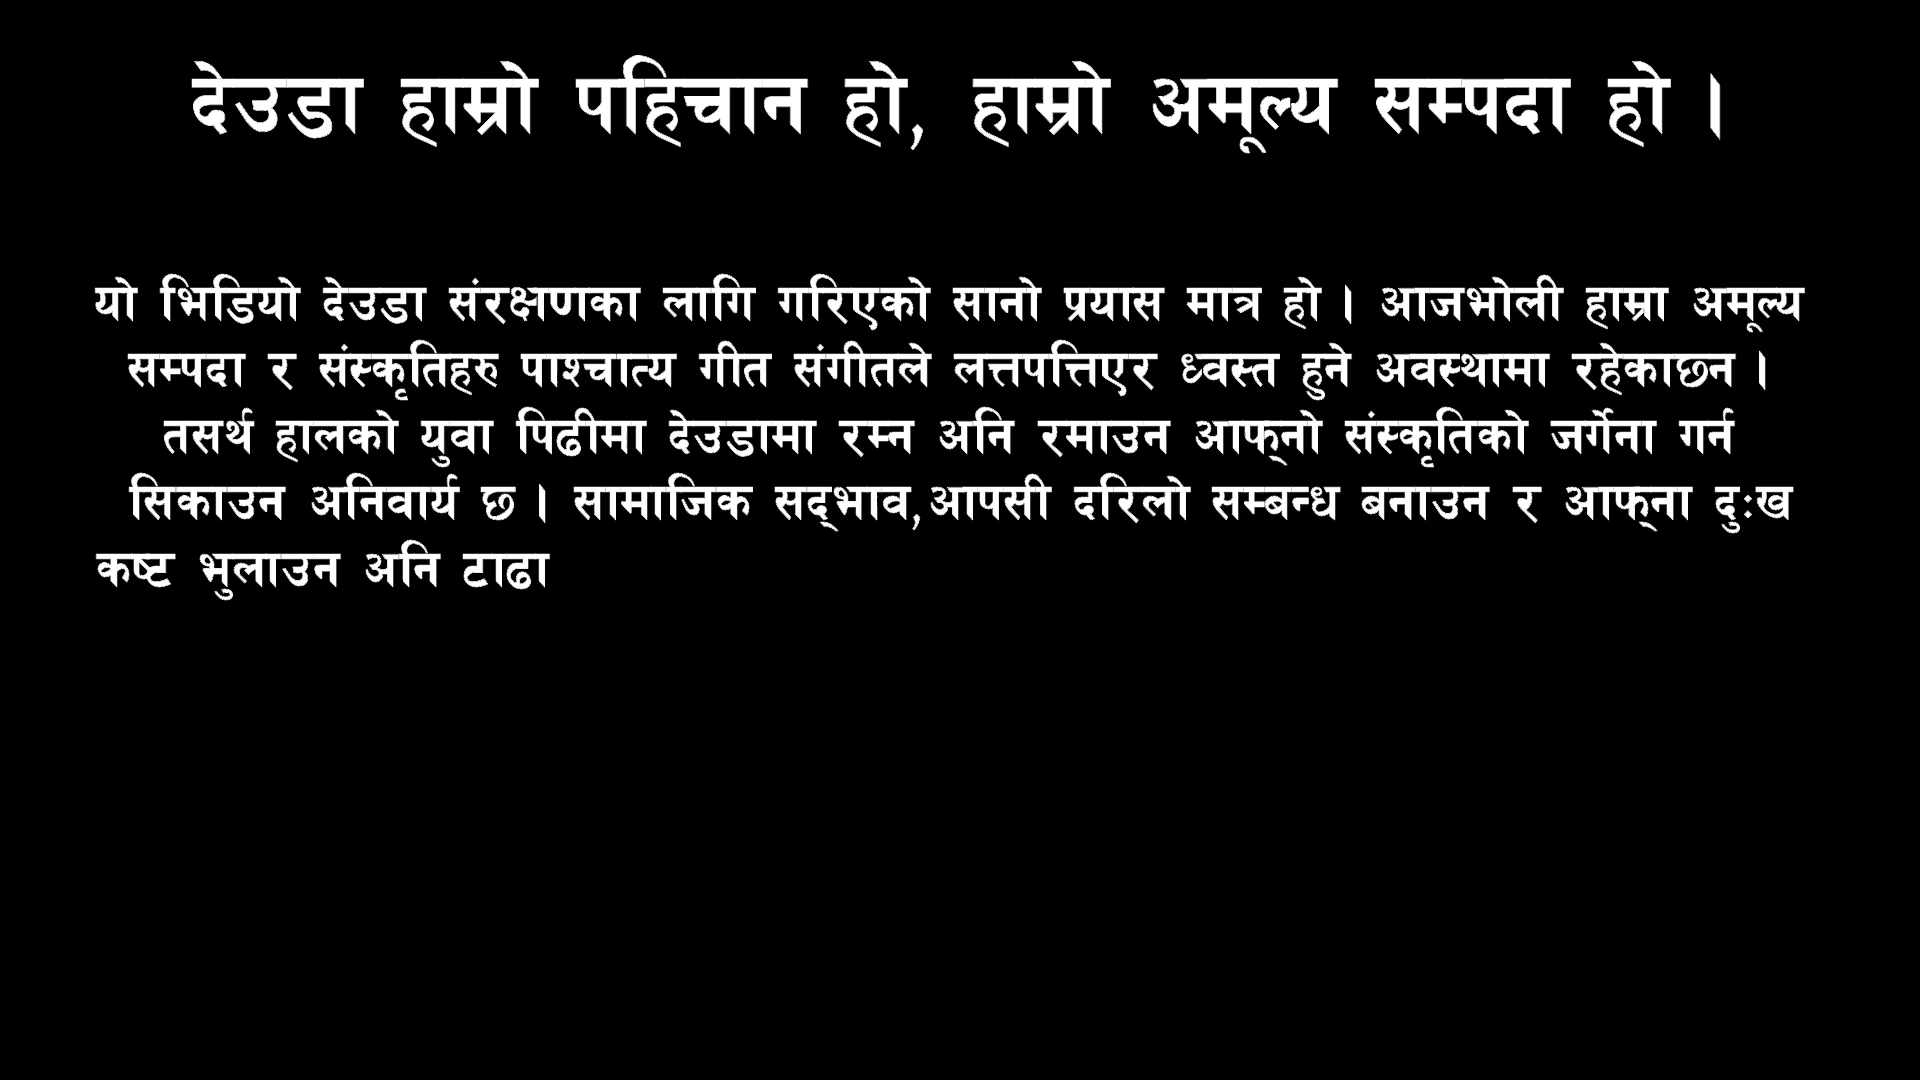 देउडा हाम्रो पहिचान हो, हाम्रो अमूल्य सम्पदा हो ।
यो भिडियो देउडा संरक्षणका लागि गरिएको सानो प्रयास मात्र हो । आजभोली हाम्रा अमूल्य
सम्पदा र संस्कृतिहरु पाश्चात्य गीत संगीतले लत्तपत्तिएर ध्वस्त हुने अवस्थामा रहेकाछन ।
तसर्थ हालको युवा पिढीमा देउडामा रम्न अनि रमाउन आफ्‌नो संस्कृतिको जर्गेना गर्न
सिकाउन अनिवार्य छ । सामाजिक सद्‌भाव,आपसी दरिलो सम्बन्ध बनाउन र आफ्‌ना दुःख
कष्ट भुलाउन अनि टाढा